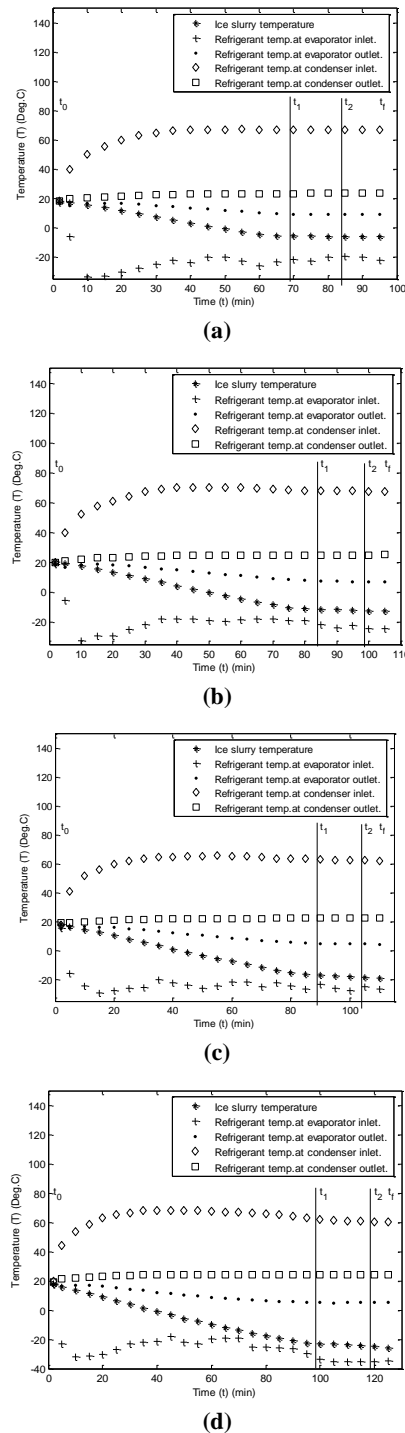 140
120
100
80
60
40
20
0
-20
Temperature (T) (Deg.C)
Ice slurry temperature
Refrigerant temp.at evaporator inlet.
Refrigerant temp.at evaporator outlet.
Refrigerant temp.at condenser inlet.
Refrigerant temp.at condenser outlet.
t0 t1 t2 tf
0 10 20 30 40 50 60 70 80 90 100
Time (t) (min)
(a)
140
120
100
80
60
40
20
0
-20
Temperature (T) (Deg.C)
Ice slurry temperature
Refrigerant temp.at evaporator inlet.
Refrigerant temp.at evaporator outlet.
Refrigerant temp.at condenser inlet.
Refrigerant temp.at condenser outlet.
t0 t1 t2 tf
0 10 20 30 40 50 60 70 80 90 100 110
Time (t) (min)
(b)
140
120
100
80
60
40
20
0
-20
Temperature (T) (Deg.C)
Ice slurry temperature
Refrigerant temp.at evaporator inlet.
Refrigerant temp.at evaporator outlet.
Refrigerant temp.at condenser inlet.
Refrigerant temp.at condenser outlet.
t0 t1 t2 tf
0 20 40 60 80 100
Time (t) (min)
(c)
140
120
100
80
60
40
20
0
-20
-40
Temperature (T) (Deg.C)
Ice slurry temperature
Refrigerant temp.at evaporator inlet.
Refrigerant temp.at evaporator outlet.
Refrigerant temp.at condenser inlet.
Refrigerant temp.at condenser outlet.
t0 t1 t2 tf
0 20 40 60 80 100 120
Time (t) (min)
(d)